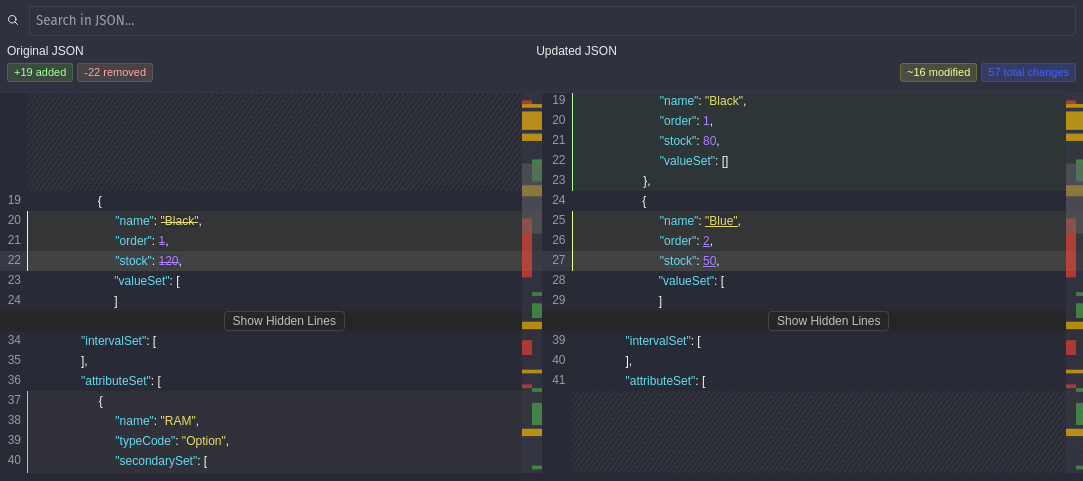 Search in JSON...
Original JSON
Updated JSON
+19 added
-22 removed
~16 modified
57 total changes
19 {
20 "name": "Black",
21 "order": 1,
22 "stock": 120,
23 "valueSet": [
24 ]
Show Hidden Lines
34 "intervalSet": [
35 ],
36 "attributeSet": [
37 {
38 "name": "RAM",
39 "typeCode": "Option",
40 "secondarySet": [
19 "name": "Black",
20 "order": 1,
21 "stock": 80,
22 "valueSet": []
23 },
24 {
25 "name": "Blue",
26 "order": 2,
27 "stock": 50,
28 "valueSet": [
29 ]
Show Hidden Lines
39 "intervalSet": [
40 ],
41 "attributeSet": [